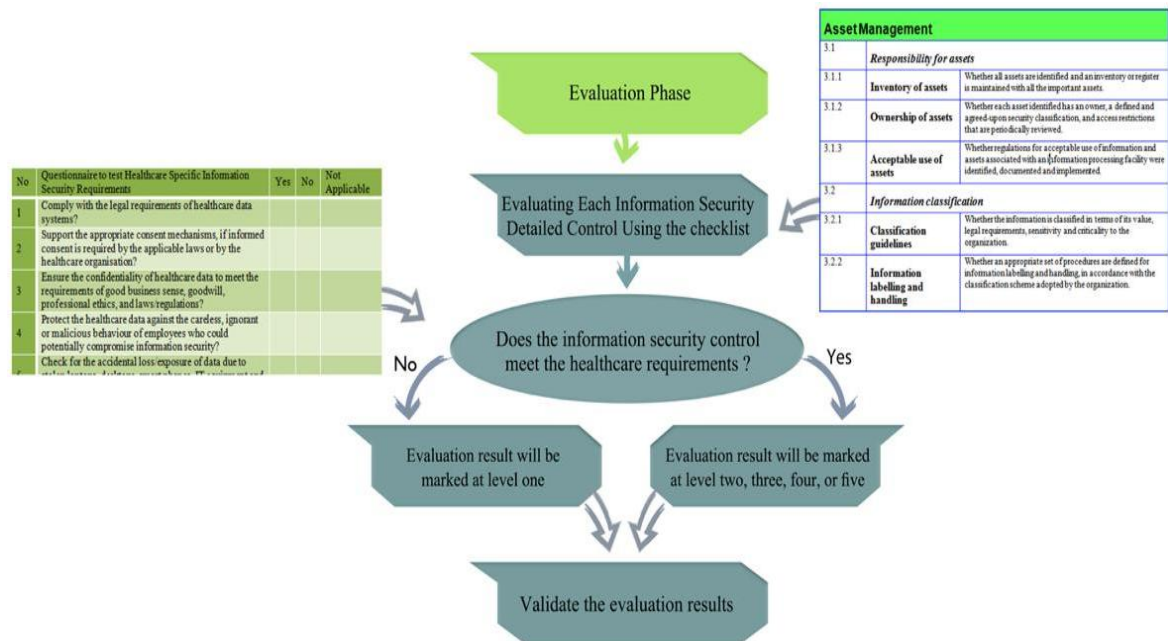 Evaluation Phase
Evaluating Each Information Security
Detailed Control Using the checklist
Does the information security control
meet the healthcare requirements ?
No
Yes
Evaluation result will be
marked at level one
Evaluation result will be marked
at level two, three, four, or five
Validate the evaluation results
No Questionnaire to test Healthcare Specific Information Yes No Not
Security Requirements Applicable
1 Comply with the legal requirements of healthcare data
systems?
2 Support the appropriate consent mechanisms, if informed
consent is required by the applicable laws or by the
healthcare organisation?
3 Ensure the confidentiality of healthcare data to meet the
requirements of good business sense, goodwill,
professional ethics, and laws/regulations?
4 Protect the healthcare data against the careless, ignorant
or malicious behaviour of employees who could
potentially compromise information security?
Check for the accidental loss/exposure of data due to
Asset Management
3.1 Responsibility for assets
3.1.1 Inventory of assets Whether all assets are identified and an inventory or register
is maintained with all the important assets.
3.1.2 Ownership of assets Whether each asset identified has an owner, a defined and
agreed-upon security classification, and access restrictions
that are periodically reviewed.
3.1.3 Acceptable use of Whether regulations for acceptable use of information and
assets assets associated with an information processing facility were
identified, documented and implemented.
3.2 Information classification
3.2.1 Classification Whether the information is classified in terms of its value,
guidelines legal requirements, sensitivity and criticality to the
organization.
3.2.2 Information Whether an appropriate set of procedures are defined for
labelling and information labelling and handling, in accordance with the
handling classification scheme adopted by the organization.